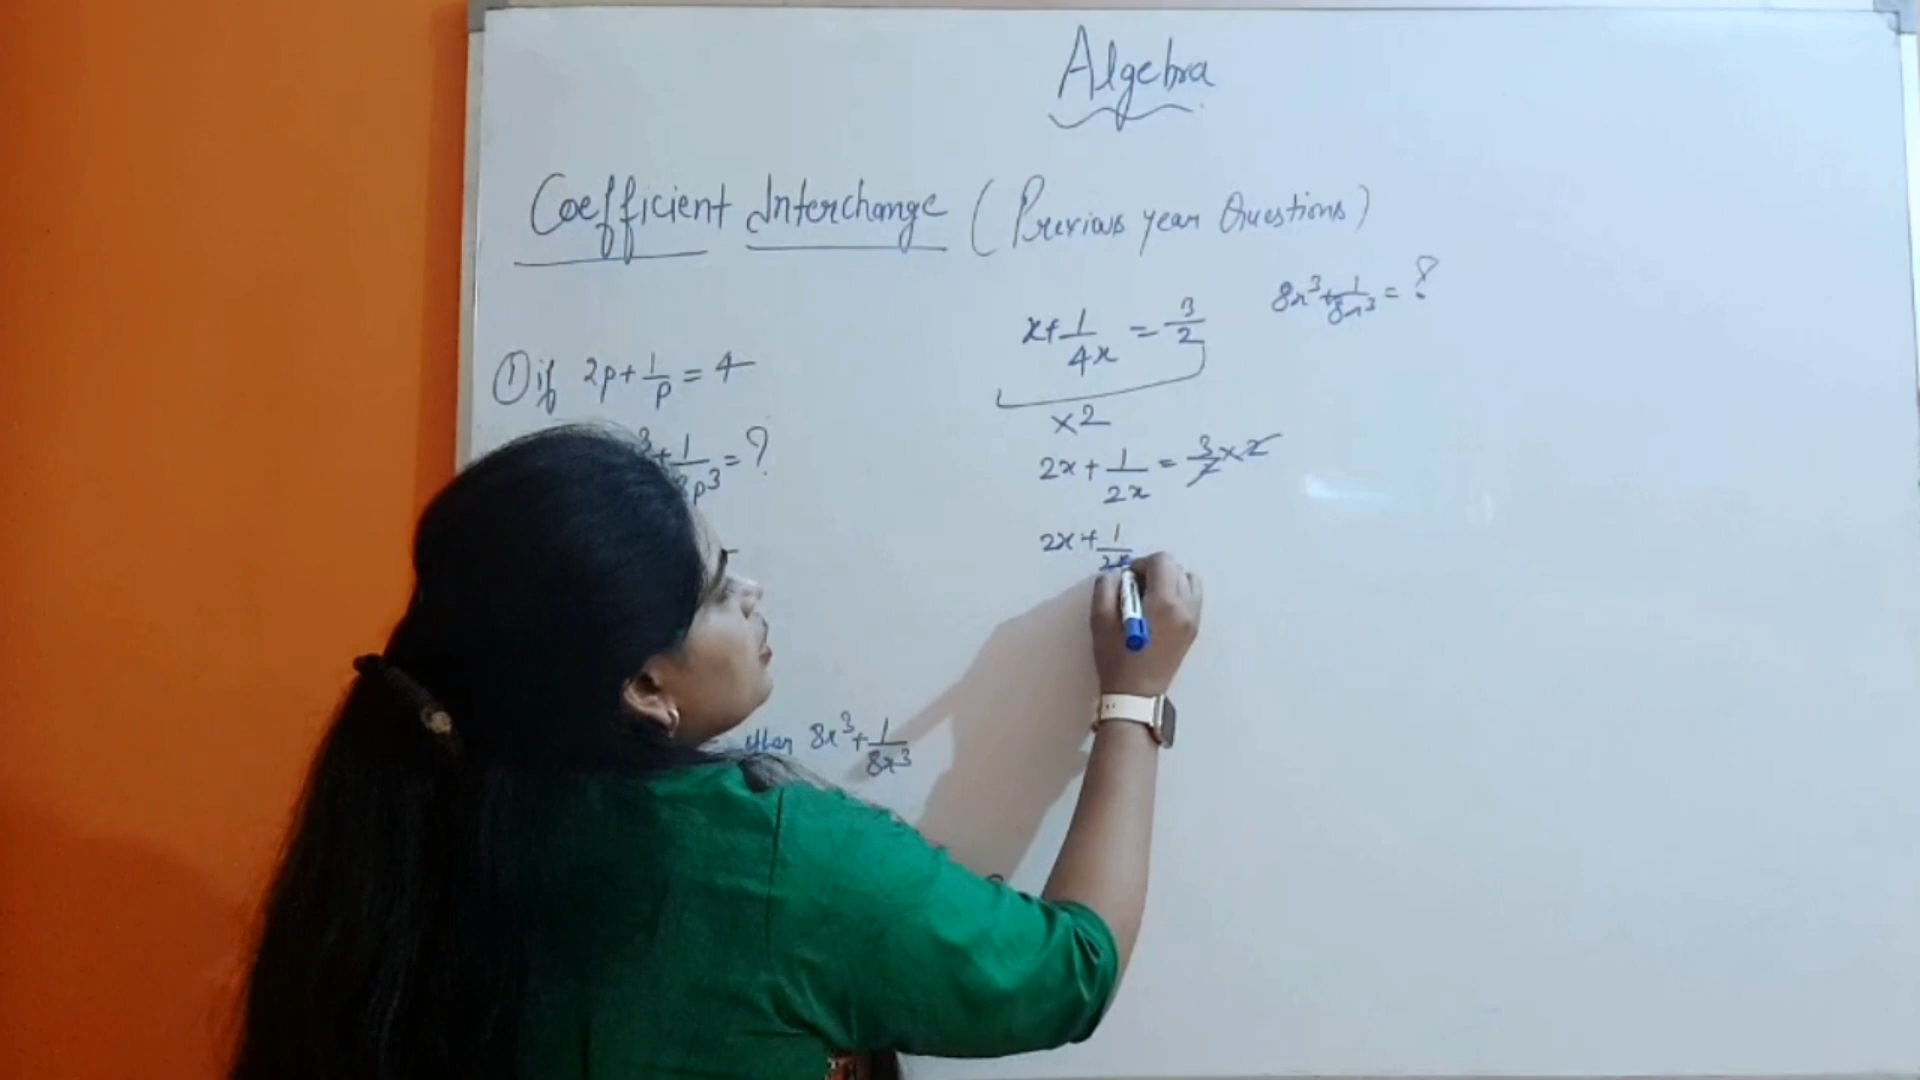 Algebra
Coefficient Interchange (Previous year Questions)
① if 2p + 1/p = 4
3 + 1/8p³ = ?
then 8x³ + 1/8x³
x + 1/4x = 3/2
8x³ + 1/8x³ = ?
×2
2x + 1/2x = 3/2 × 2
2x + 1/2x